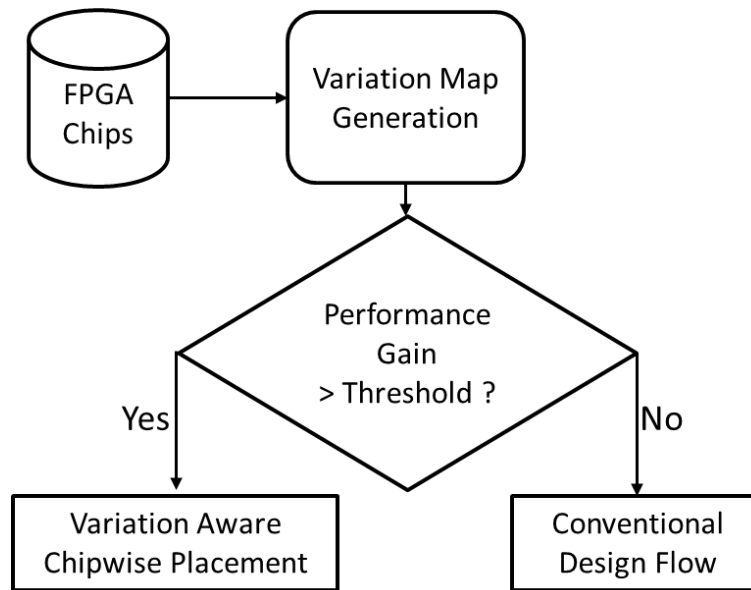 FPGA
Chips
Variation Map
Generation
Performance
Gain
> Threshold ?
Yes
No
Variation Aware
Chipwise Placement
Conventional
Design Flow